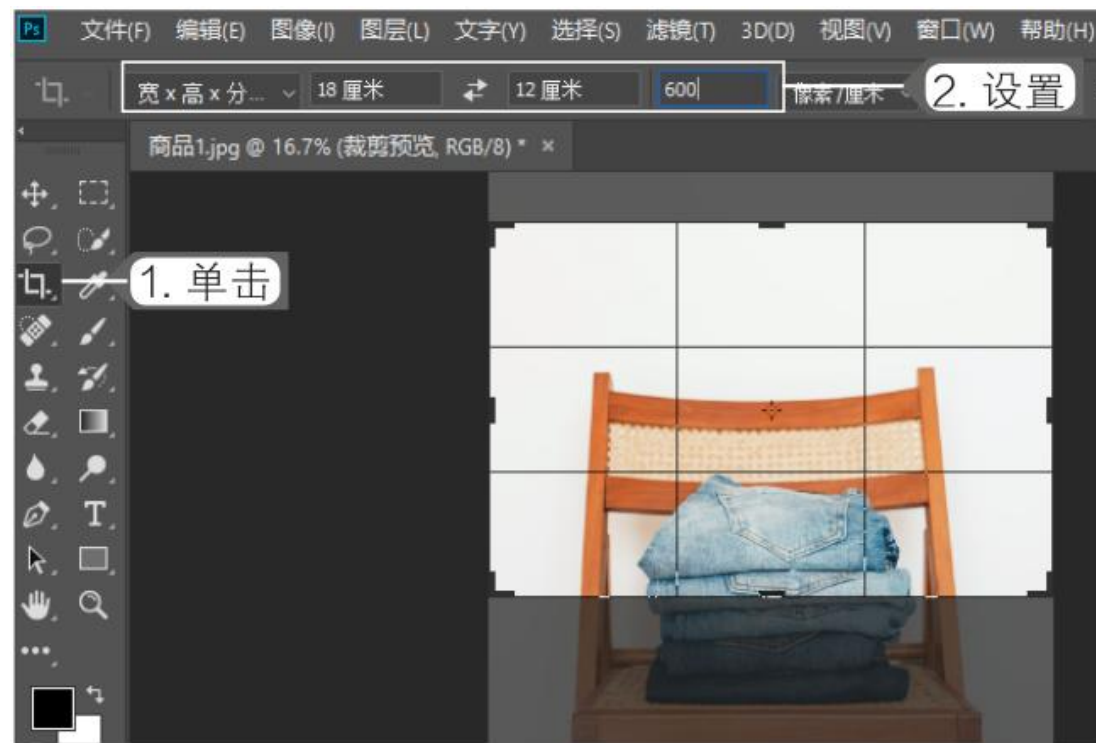 Ps 文件(F) 编辑(E) 图像(I) 图层(L) 文字(Y) 选择(S) 滤镜(T) 3D(D) 视图(V) 窗口(W) 帮助(H)
宽 x 高 x 分... 18 厘米 12 厘米 600 像素/厘米 2. 设置
商品1.jpg @ 16.7% (裁剪预览, RGB/8) * ×
1. 单击
T